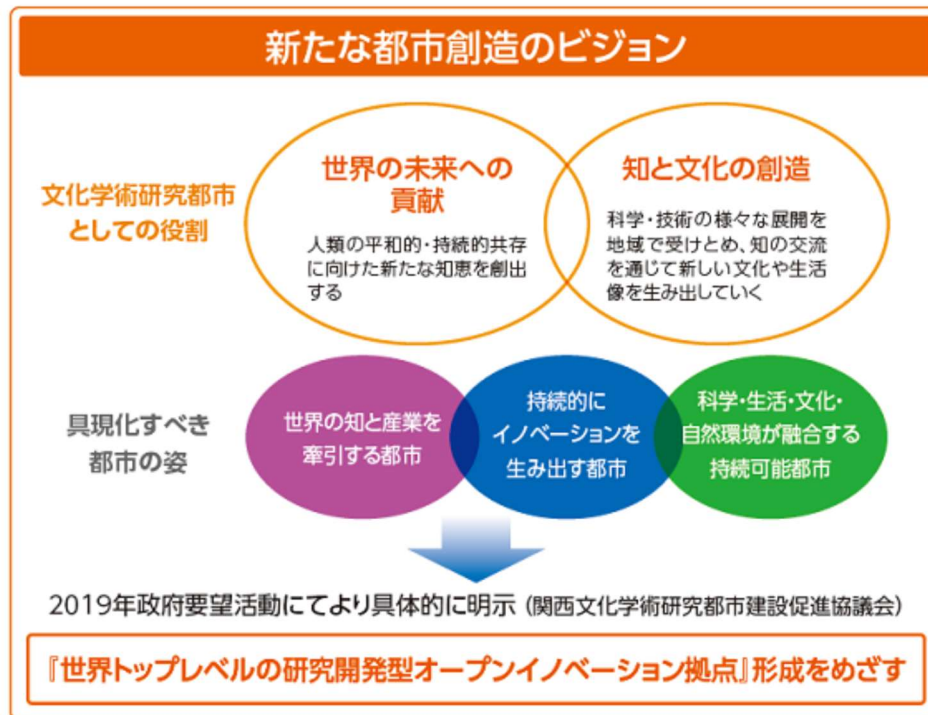 新たな都市創造のビジョン
文化学術研究都市
としての役割
世界の未来への
貢献
人類の平和的・持続的共存
に向けた新たな知恵を創出
する
知と文化の創造
科学・技術の様々な展開を
地域で受けとめ、知の交流
を通じて新しい文化や生活
像を生み出していく
具現化すべき
都市の姿
世界の知と産業を
牽引する都市
持続的に
イノベーションを
生み出す都市
科学・生活・文化・
自然環境が融合する
持続可能都市
2019年政府要望活動にてより具体的に明示（関西文化学術研究都市建設促進協議会）
『世界トップレベルの研究開発型オープンイノベーション拠点』形成をめざす